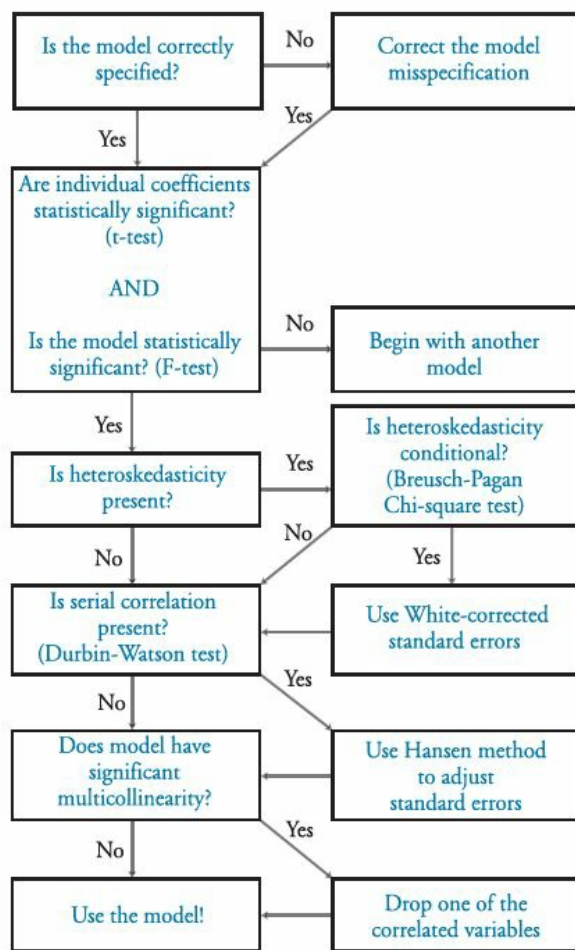 Is the model correctly
specified?
No
Correct the model
misspecification
Yes
Yes
Are individual coefficients
statistically significant?
(t-test)
AND
Is the model statistically
significant? (F-test)
No
Begin with another
model
Yes
Is heteroskedasticity
present?
Yes
Is heteroskedasticity
conditional?
(Breusch-Pagan
Chi-square test)
No
No
Yes
Is serial correlation
present?
(Durbin-Watson test)
Use White-corrected
standard errors
No
Yes
Does model have
significant
multicollinearity?
Use Hansen method
to adjust
standard errors
No
Yes
Use the model!
Drop one of the
correlated variables